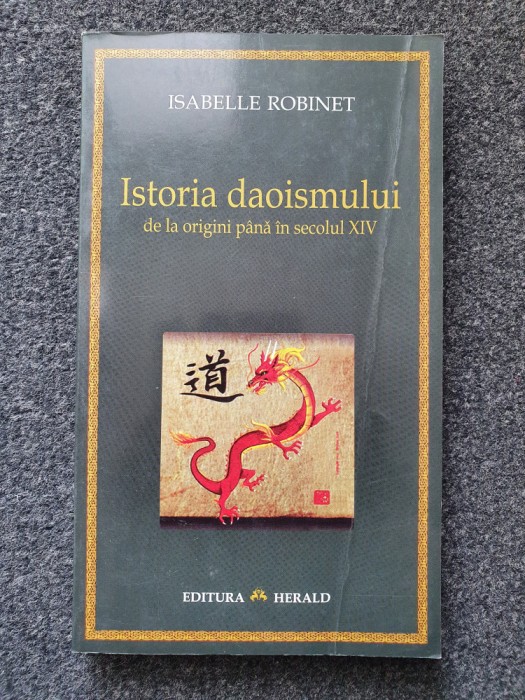 ISABELLE ROBINET
Istoria daoismului
de la origini până în secolul XIV
道
EDITURA HERALD